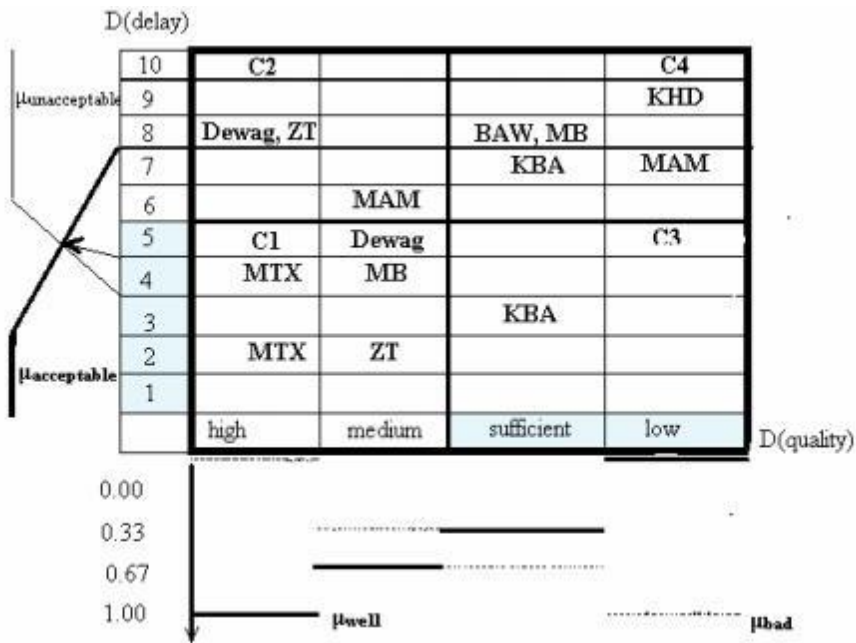 D(delay)
10 C2 C4
μunacceptable 9 KHD
8 Dewag, ZT BAW, MB
7 KBA MAM
6 MAM
5 C1 Dewag C3
4 MTX MB
3 KBA
2 MTX ZT
μacceptable
1
high medium sufficient low D(quality)
0.00
0.33
0.67
1.00 μwell μbad